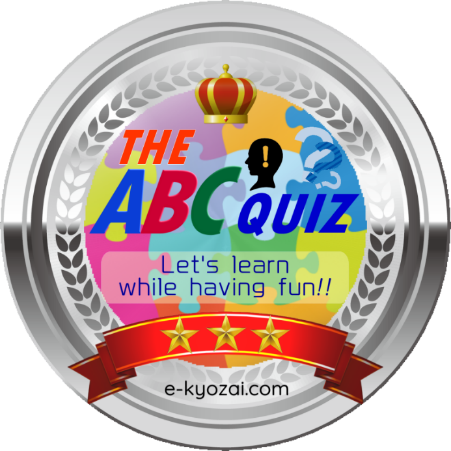 THE
ABC QUIZ
Let's learn
while having fun!!
e-kyozai.com